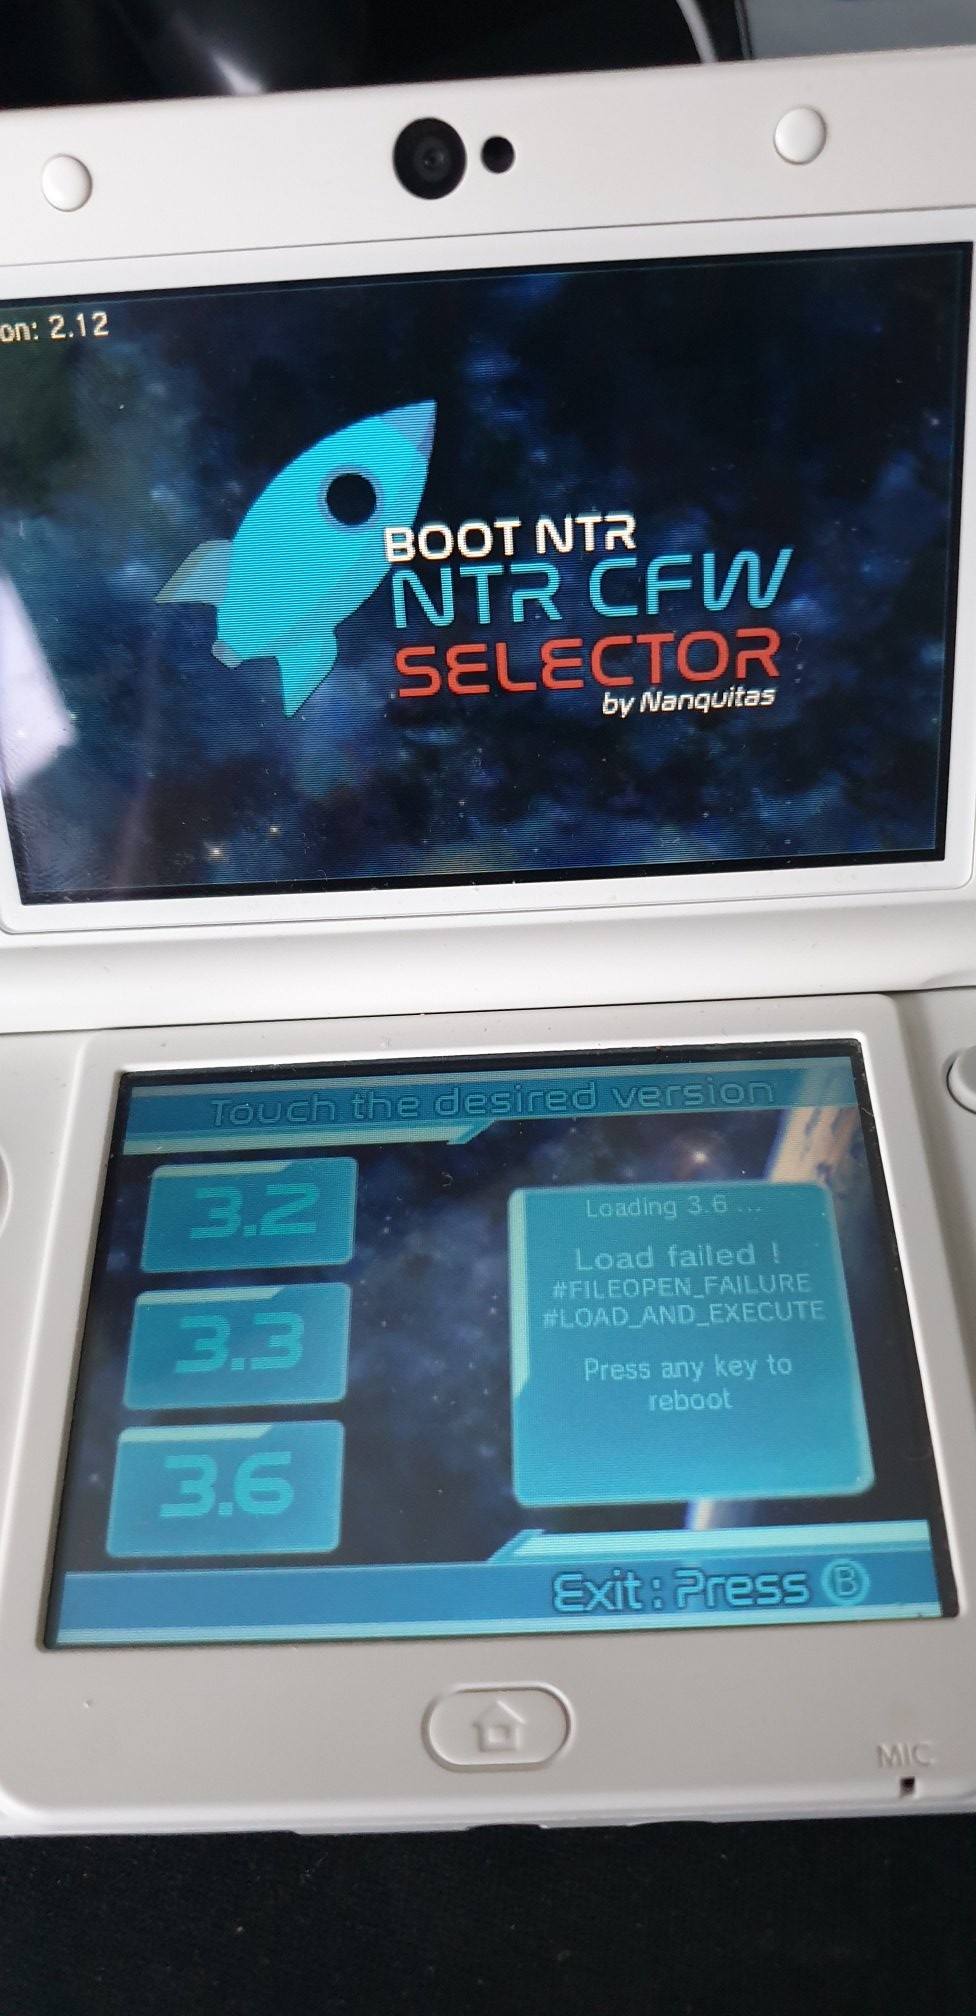 on: 2.12
BOOT NTR
NTR CFW
SELECTOR
by Nanquitas
Touch the desired version
3.2
3.3
3.6
Loading 3.6 ...
Load failed !
#FILEOPEN_FAILURE
#LOAD_AND_EXECUTE
Press any key to
reboot
Exit : Press B
MIC